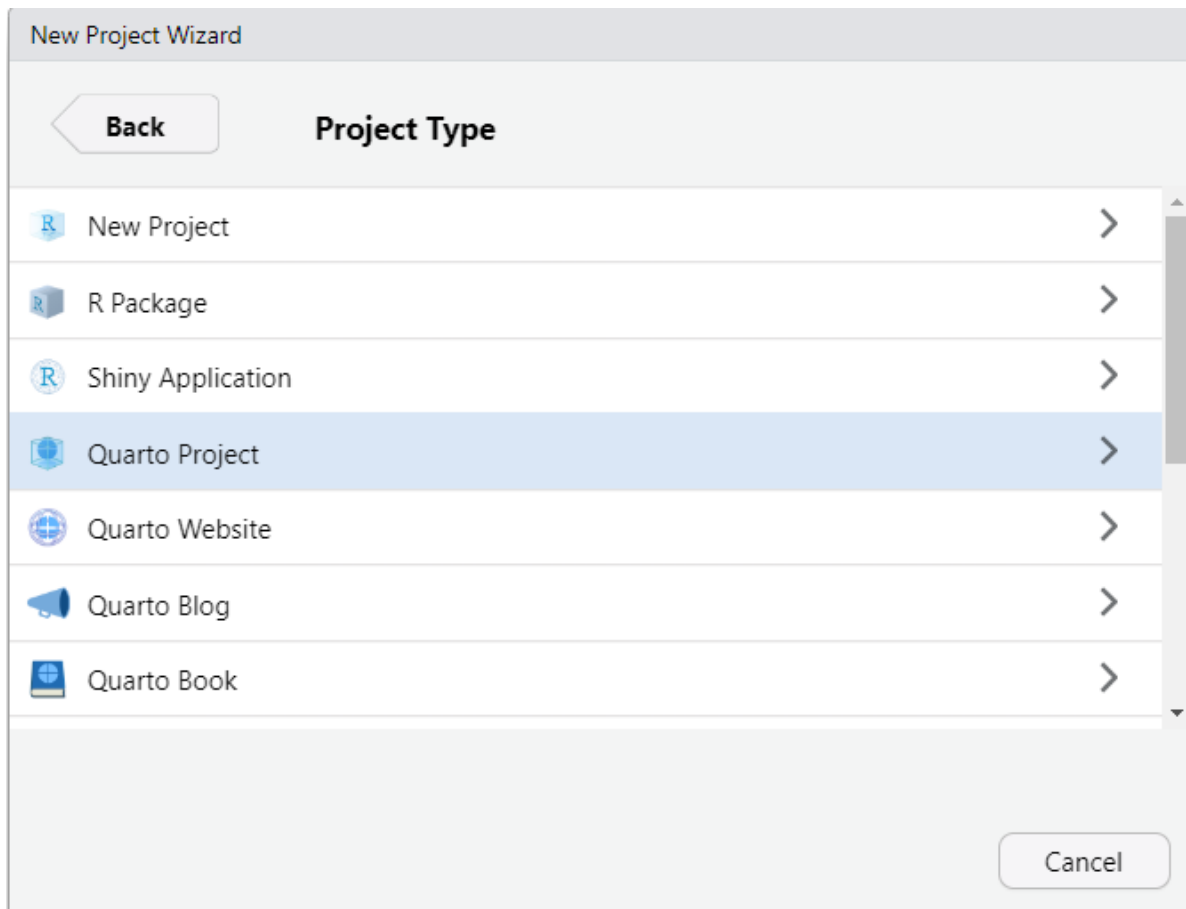 New Project Wizard
Back
Project Type
R New Project
R R Package
R Shiny Application
Quarto Project
Quarto Website
Quarto Blog
Quarto Book
Cancel